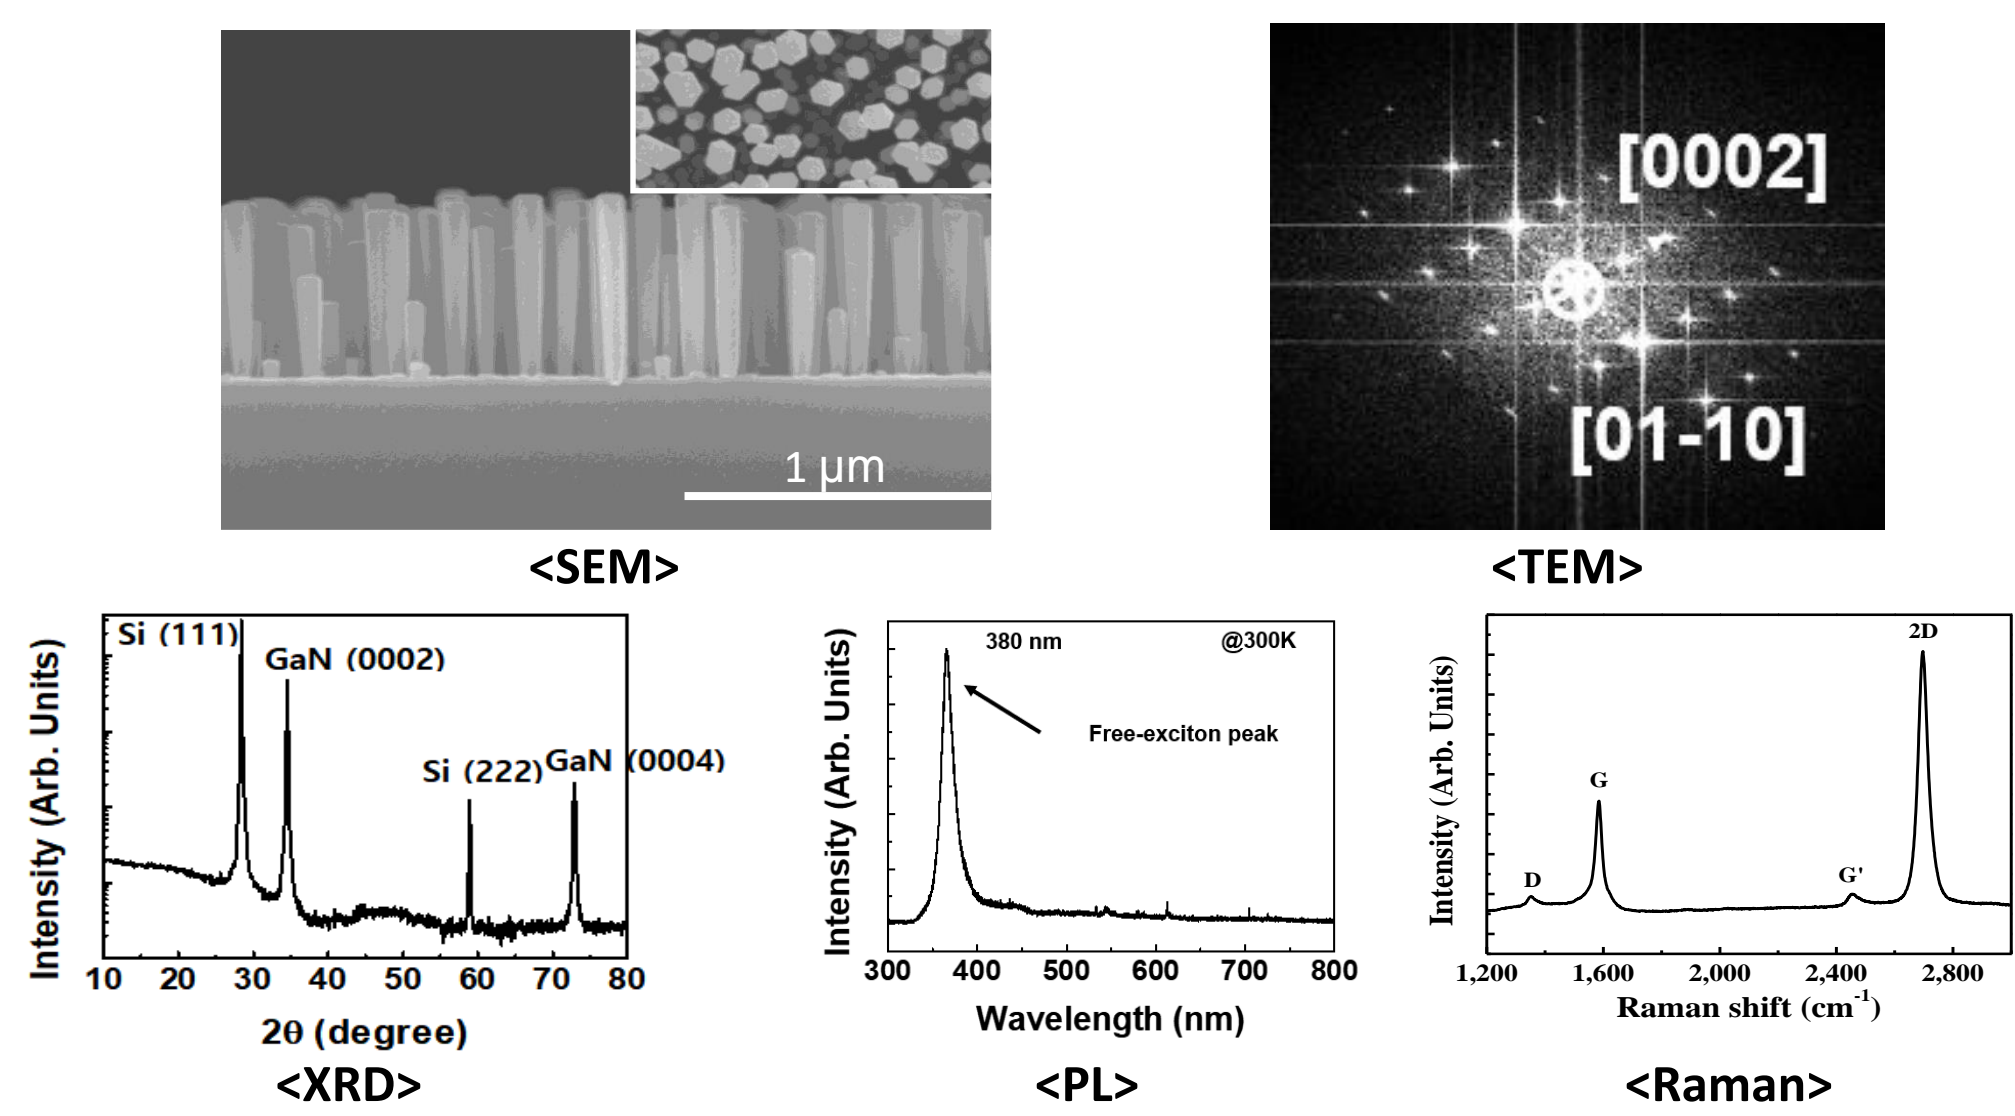 1 μm
<SEM>
[0002]
[01-10]
<TEM>
Intensity (Arb. Units)
Si (111)
GaN (0002)
Si (222)
GaN (0004)
10 20 30 40 50 60 70 80
2θ (degree)
<XRD>
Intensity (Arb. Units)
380 nm
@300K
Free-exciton peak
300 400 500 600 700 800
Wavelength (nm)
<PL>
Intensity (Arb. Units)
D
G
G'
2D
1,200 1,600 2,000 2,400 2,800
Raman shift (cm⁻¹)
<Raman>